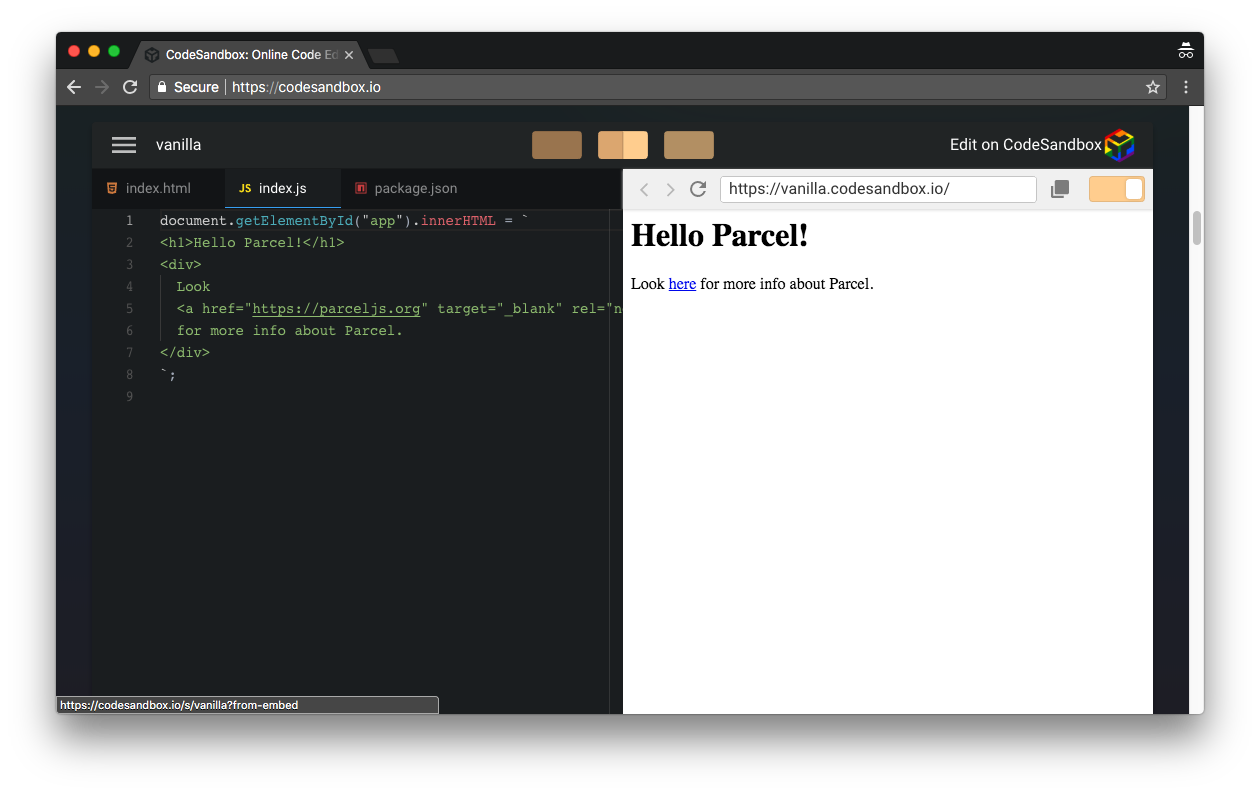 CodeSandbox: Online Code Ed
Secure https://codesandbox.io
vanilla
Edit on CodeSandbox
index.html
JS index.js
package.json
https://vanilla.codesandbox.io/
1 document.getElementById("app").innerHTML = `
2 <h1>Hello Parcel!</h1>
3 <div>
4 Look
5 <a href="https://parceljs.org" target="_blank" rel="n
6 for more info about Parcel.
7 </div>
8 `;
9
Hello Parcel!
Look here for more info about Parcel.
https://codesandbox.io/s/vanilla?from-embed